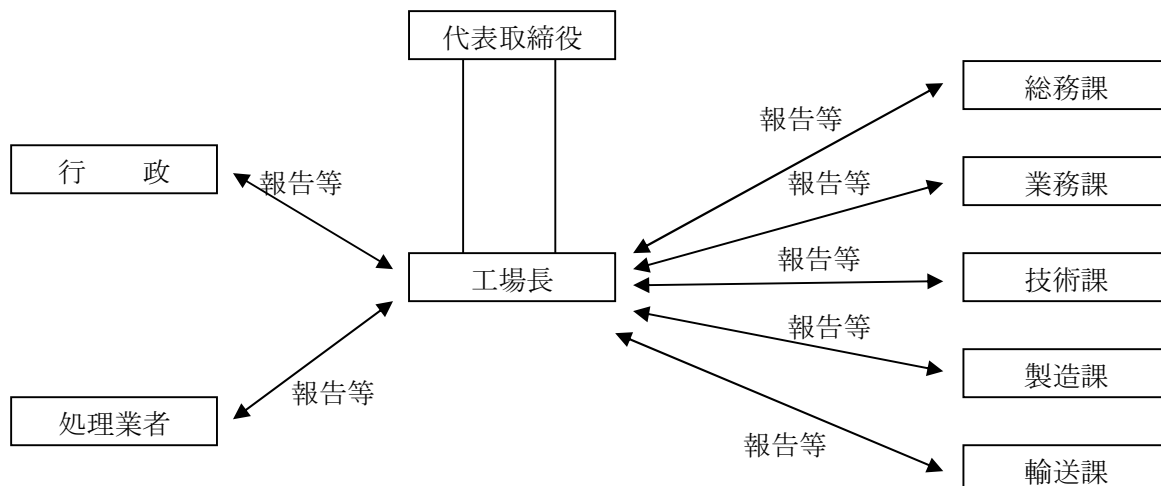 代表取締役
総務課
報告等
行　　政
報告等
報告等
業務課
工場長
報告等
技術課
報告等
製造課
処理業者
報告等
報告等
輸送課